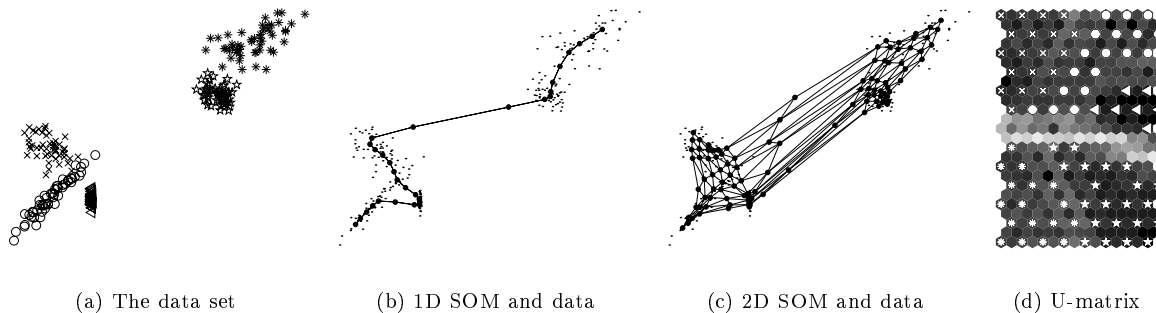 (a) The data set
(b) 1D SOM and data
(c) 2D SOM and data
(d) U-matrix